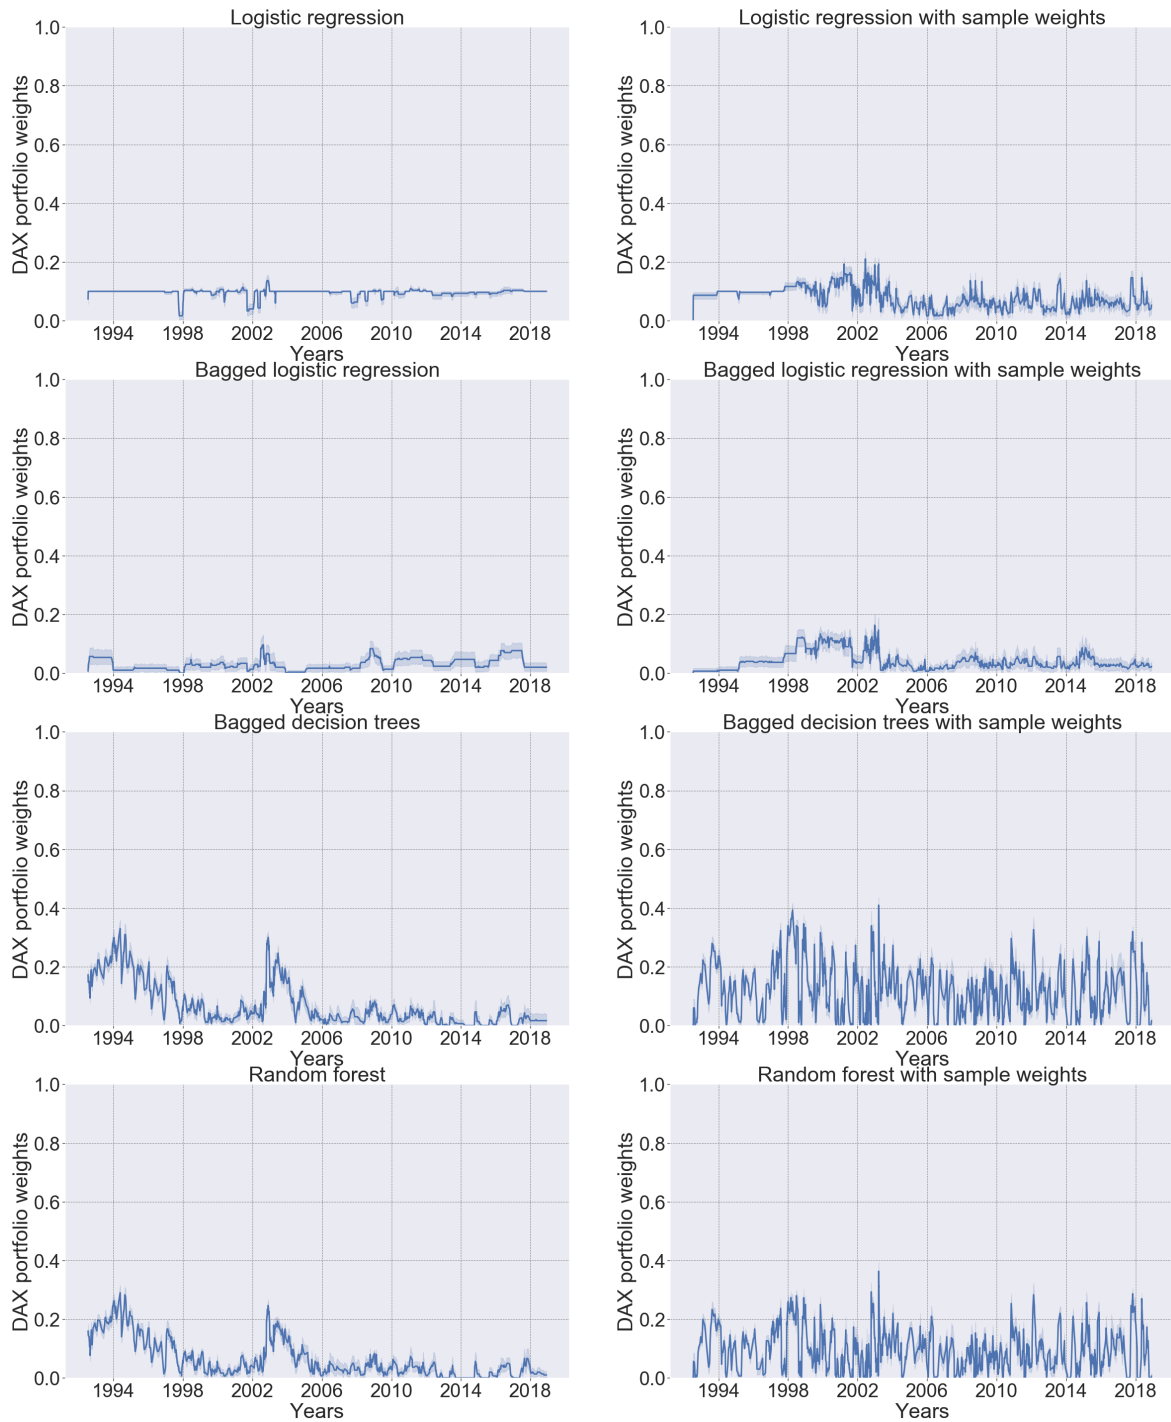 Logistic regression
Logistic regression with sample weights
1.0
0.8
0.6
0.4
0.2
0.0
DAX portfolio weights
1994 1998 2002 2006 2010 2014 2018
Years
1.0
0.8
0.6
0.4
0.2
0.0
DAX portfolio weights
1994 1998 2002 2006 2010 2014 2018
Years
Bagged logistic regression
Bagged logistic regression with sample weights
1.0
0.8
0.6
0.4
0.2
0.0
DAX portfolio weights
1994 1998 2002 2006 2010 2014 2018
Years
1.0
0.8
0.6
0.4
0.2
0.0
DAX portfolio weights
1994 1998 2002 2006 2010 2014 2018
Years
Bagged decision trees
Bagged decision trees with sample weights
1.0
0.8
0.6
0.4
0.2
0.0
DAX portfolio weights
1994 1998 2002 2006 2010 2014 2018
Years
1.0
0.8
0.6
0.4
0.2
0.0
DAX portfolio weights
1994 1998 2002 2006 2010 2014 2018
Years
Random forest
Random forest with sample weights
1.0
0.8
0.6
0.4
0.2
0.0
DAX portfolio weights
1994 1998 2002 2006 2010 2014 2018
Years
1.0
0.8
0.6
0.4
0.2
0.0
DAX portfolio weights
1994 1998 2002 2006 2010 2014 2018
Years